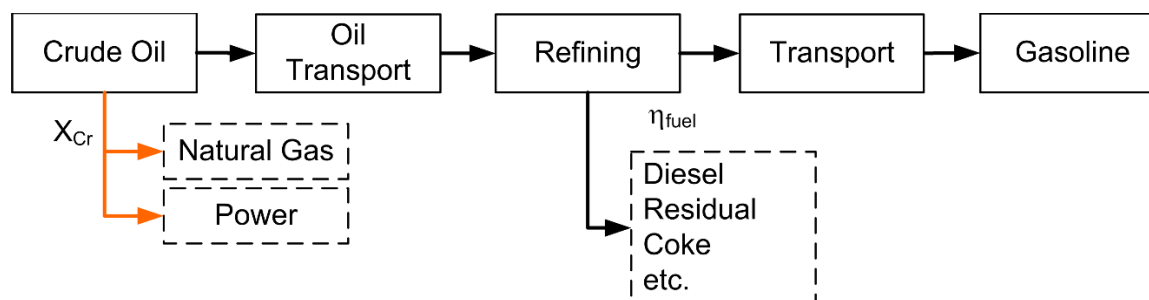 Crude Oil
Oil
Transport
Refining
Transport
Gasoline
X_Cr
Natural Gas
Power
η_fuel
Diesel
Residual
Coke
etc.